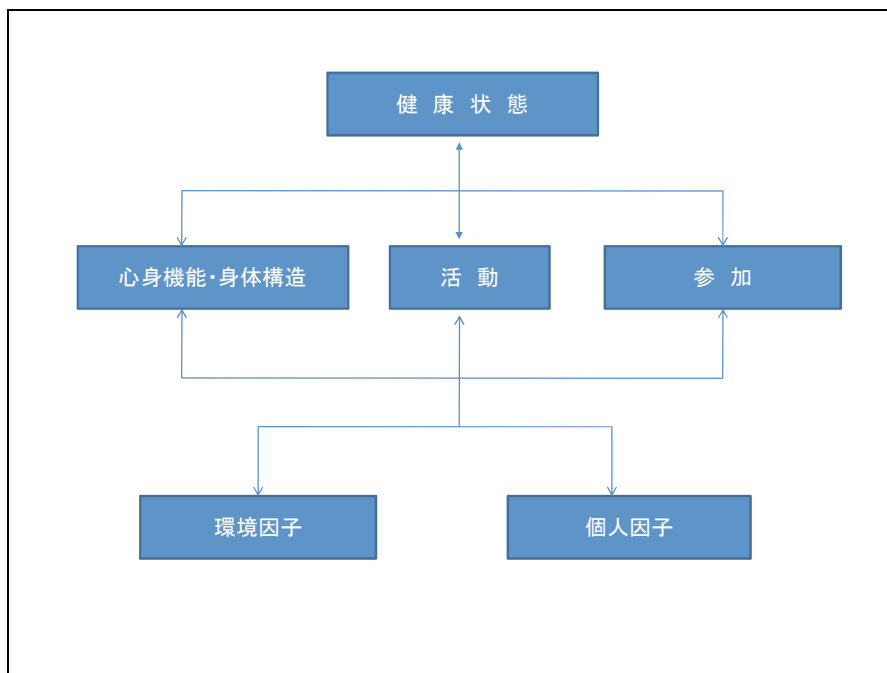 健 康 状 態
心身機能・身体構造
活 動
参 加
環境因子
個人因子